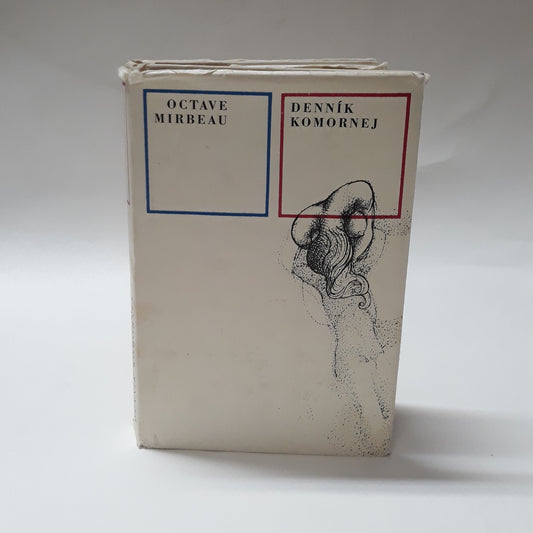 OCTAVE
MIRBEAU
DENNÍK
KOMORNEJ